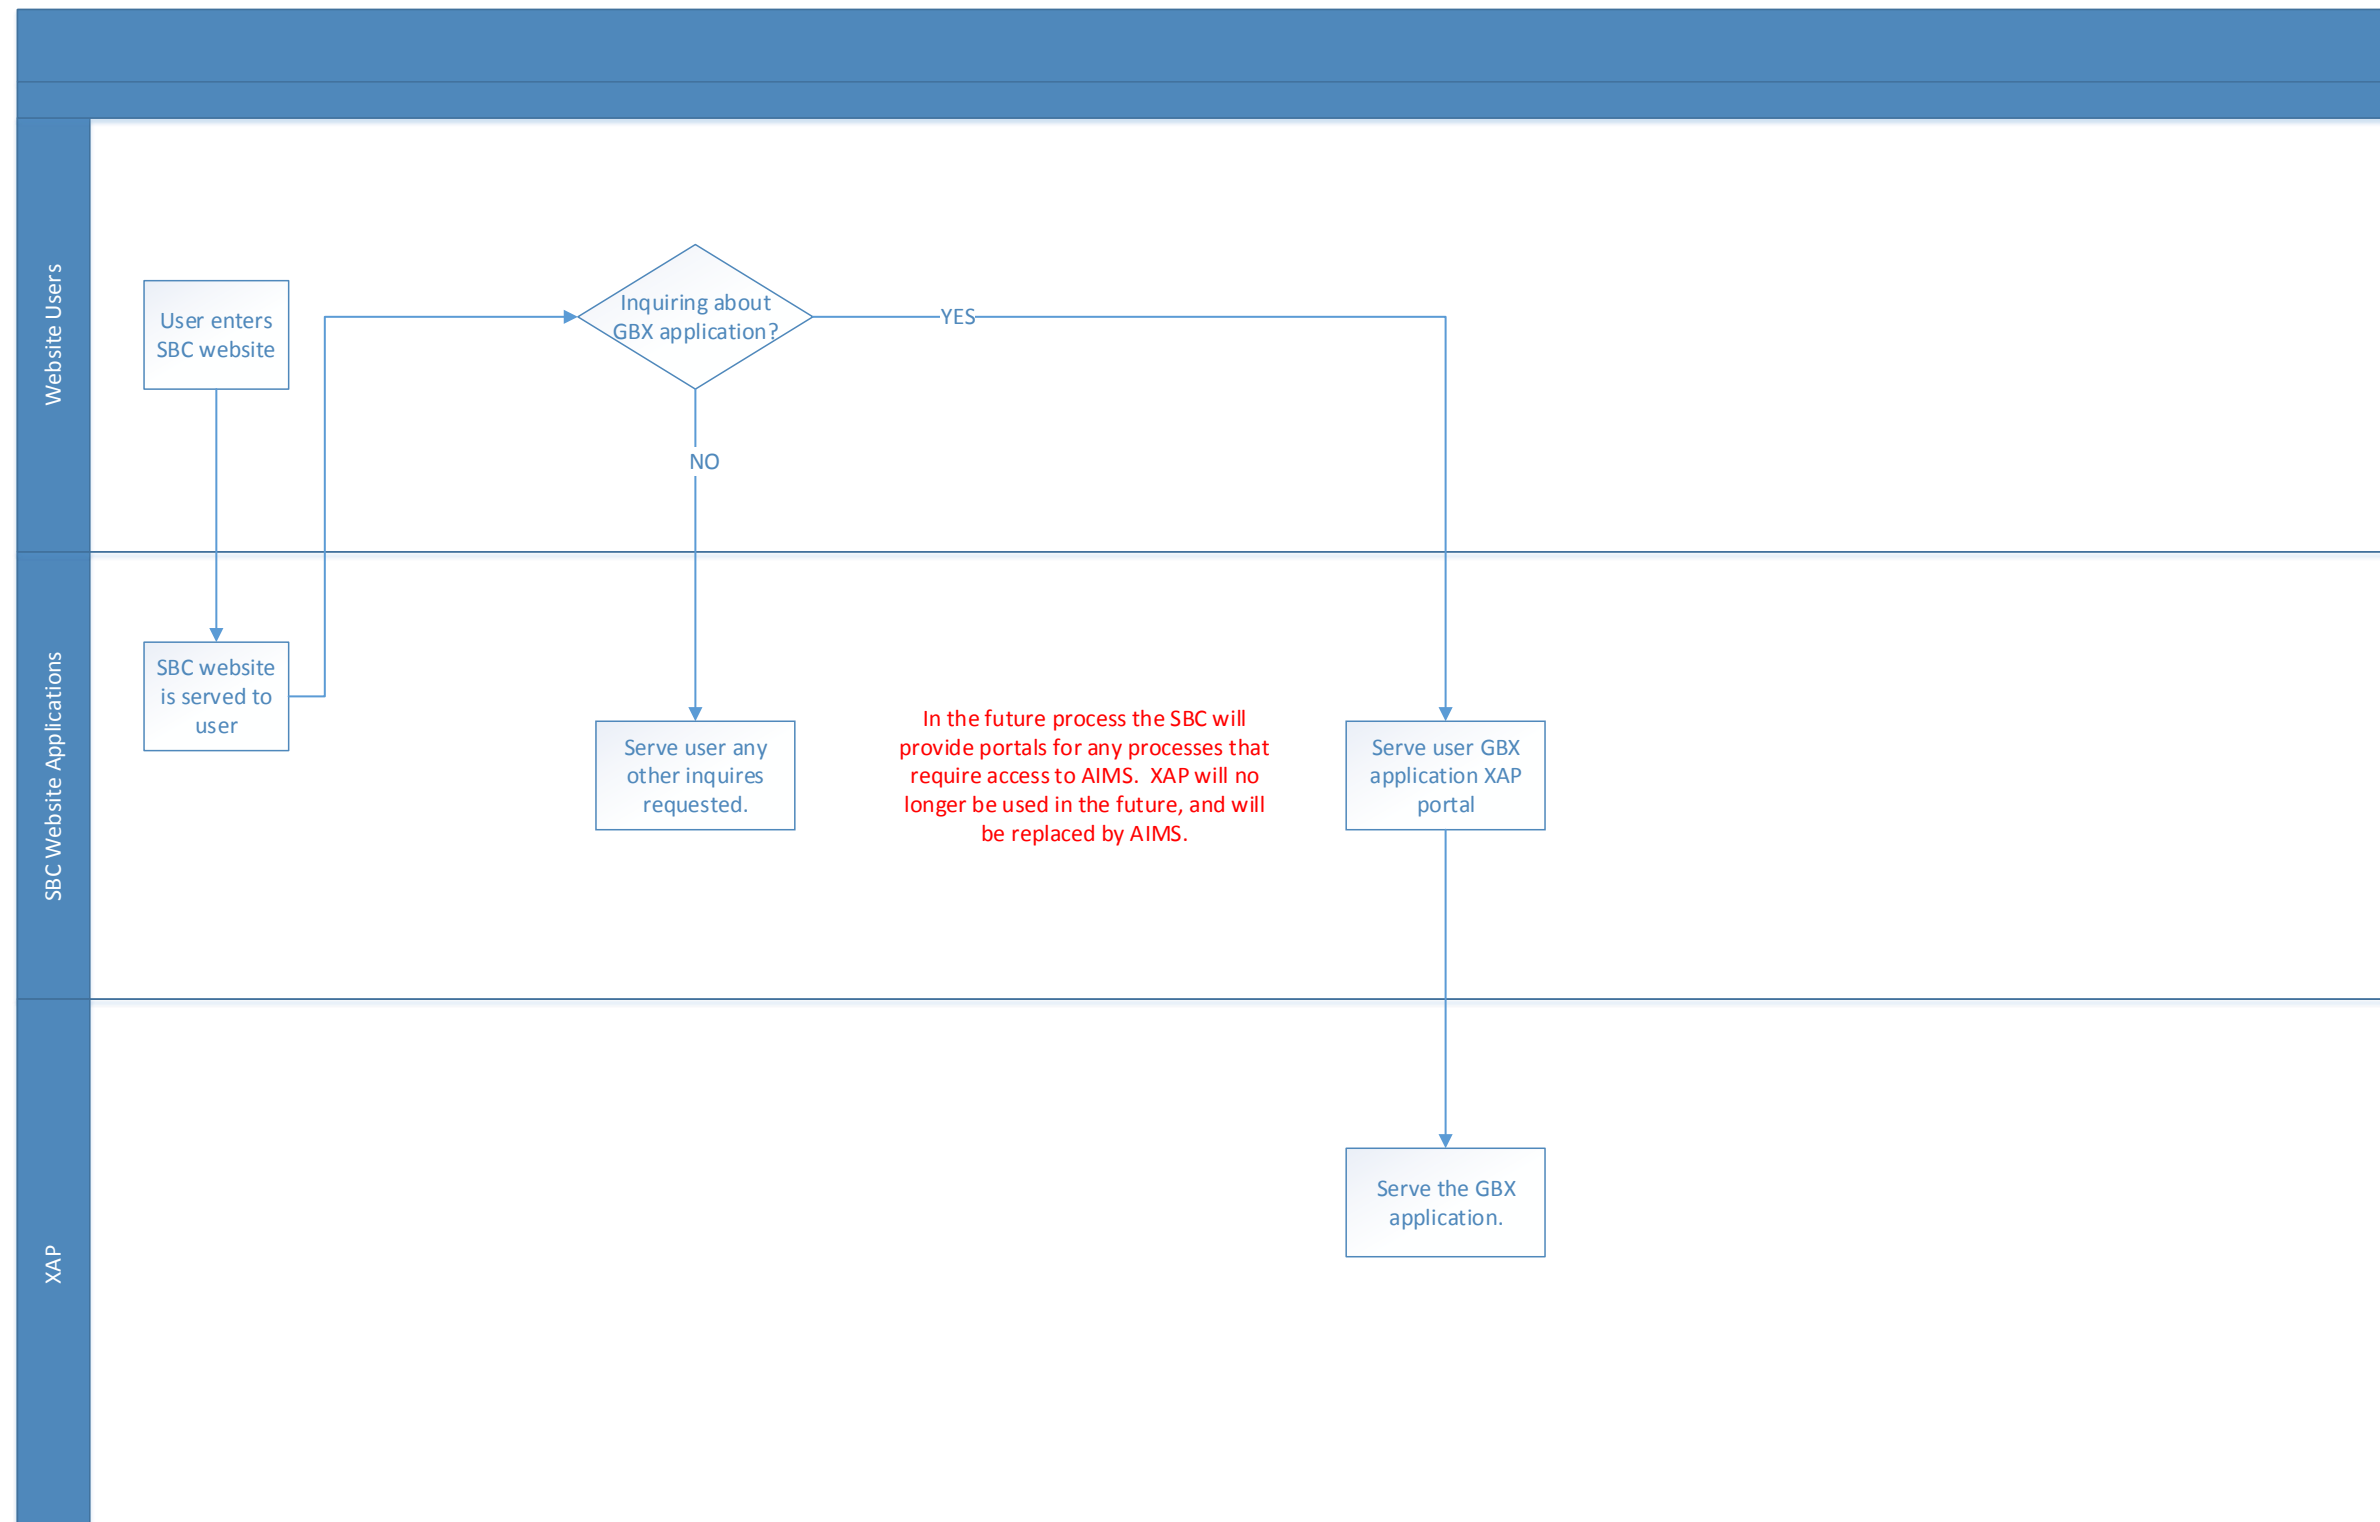 Website Users
User enters
SBC website
Inquiring about
GBX application?
YES
NO
SBC Website Applications
SBC website
is served to
user
Serve user any
other inquires
requested.
In the future process the SBC will
provide portals for any processes that
require access to AIMS.  XAP will no
longer be used in the future, and will
be replaced by AIMS.
Serve user GBX
application XAP
portal
XAP
Serve the GBX
application.